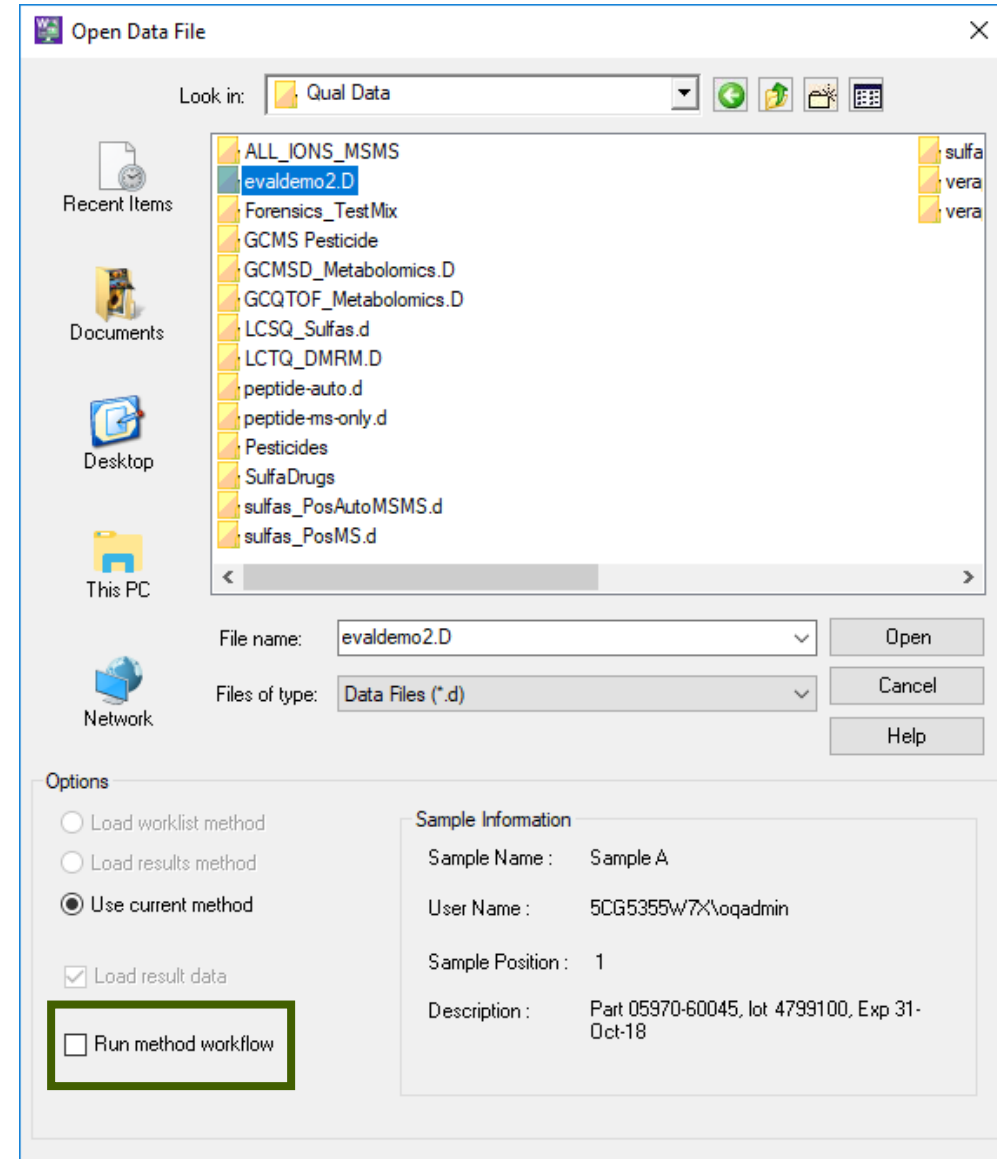 Open Data File
Look in: Qual Data
Recent Items
Documents
Desktop
This PC
Network
ALL_IONS_MSMS
evaldemo2.D
Forensics_TestMix
GCMS Pesticide
GCMSD_Metabolomics.D
GCQTOF_Metabolomics.D
LCSQ_Sulfas.d
LCTQ_DMRM.D
peptide-auto.d
peptide-ms-only.d
Pesticides
SulfaDrugs
sulfas_PosAutoMSMS.d
sulfas_PosMS.d
sulfa
vera
vera
File name: evaldemo2.D Open
Files of type: Data Files (*.d) Cancel
Help
Options
Load worklist method
Load results method
Use current method
Load result data
Run method workflow
Sample Information
Sample Name : Sample A
User Name : 5CG5355W7X\oqadmin
Sample Position : 1
Description : Part 05970-60045, lot 4799100, Exp 31-
Oct-18